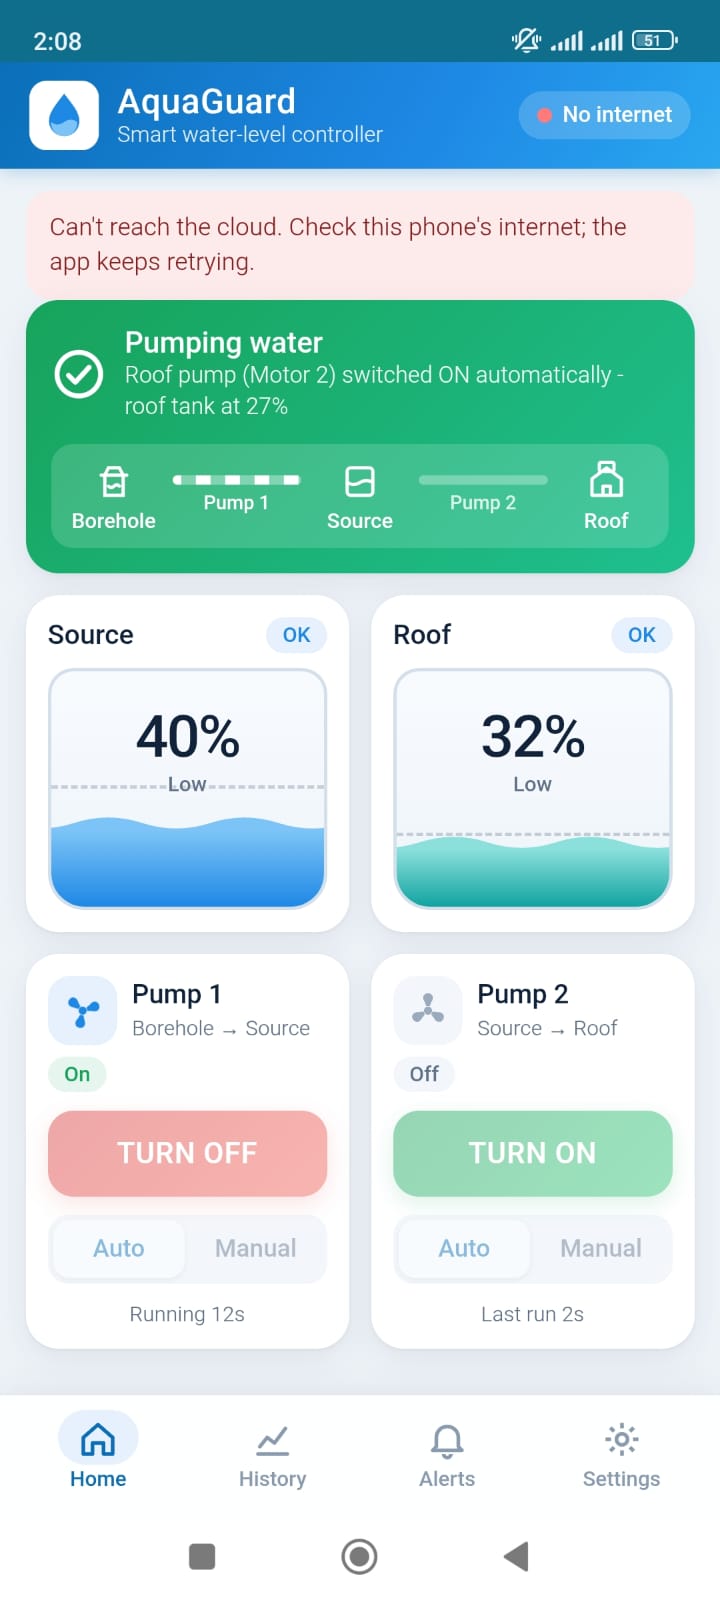 2:08
51
AquaGuard
Smart water-level controller
No internet
Can't reach the cloud. Check this phone's internet; the
app keeps retrying.
Pumping water
Roof pump (Motor 2) switched ON automatically -
roof tank at 27%
Pump 1
Pump 2
Borehole
Source
Roof
Source
OK
40%
Low
Roof
OK
32%
Low
Pump 1
Borehole → Source
On
TURN OFF
Auto
Manual
Running 12s
Pump 2
Source → Roof
Off
TURN ON
Auto
Manual
Last run 2s
Home
History
Alerts
Settings